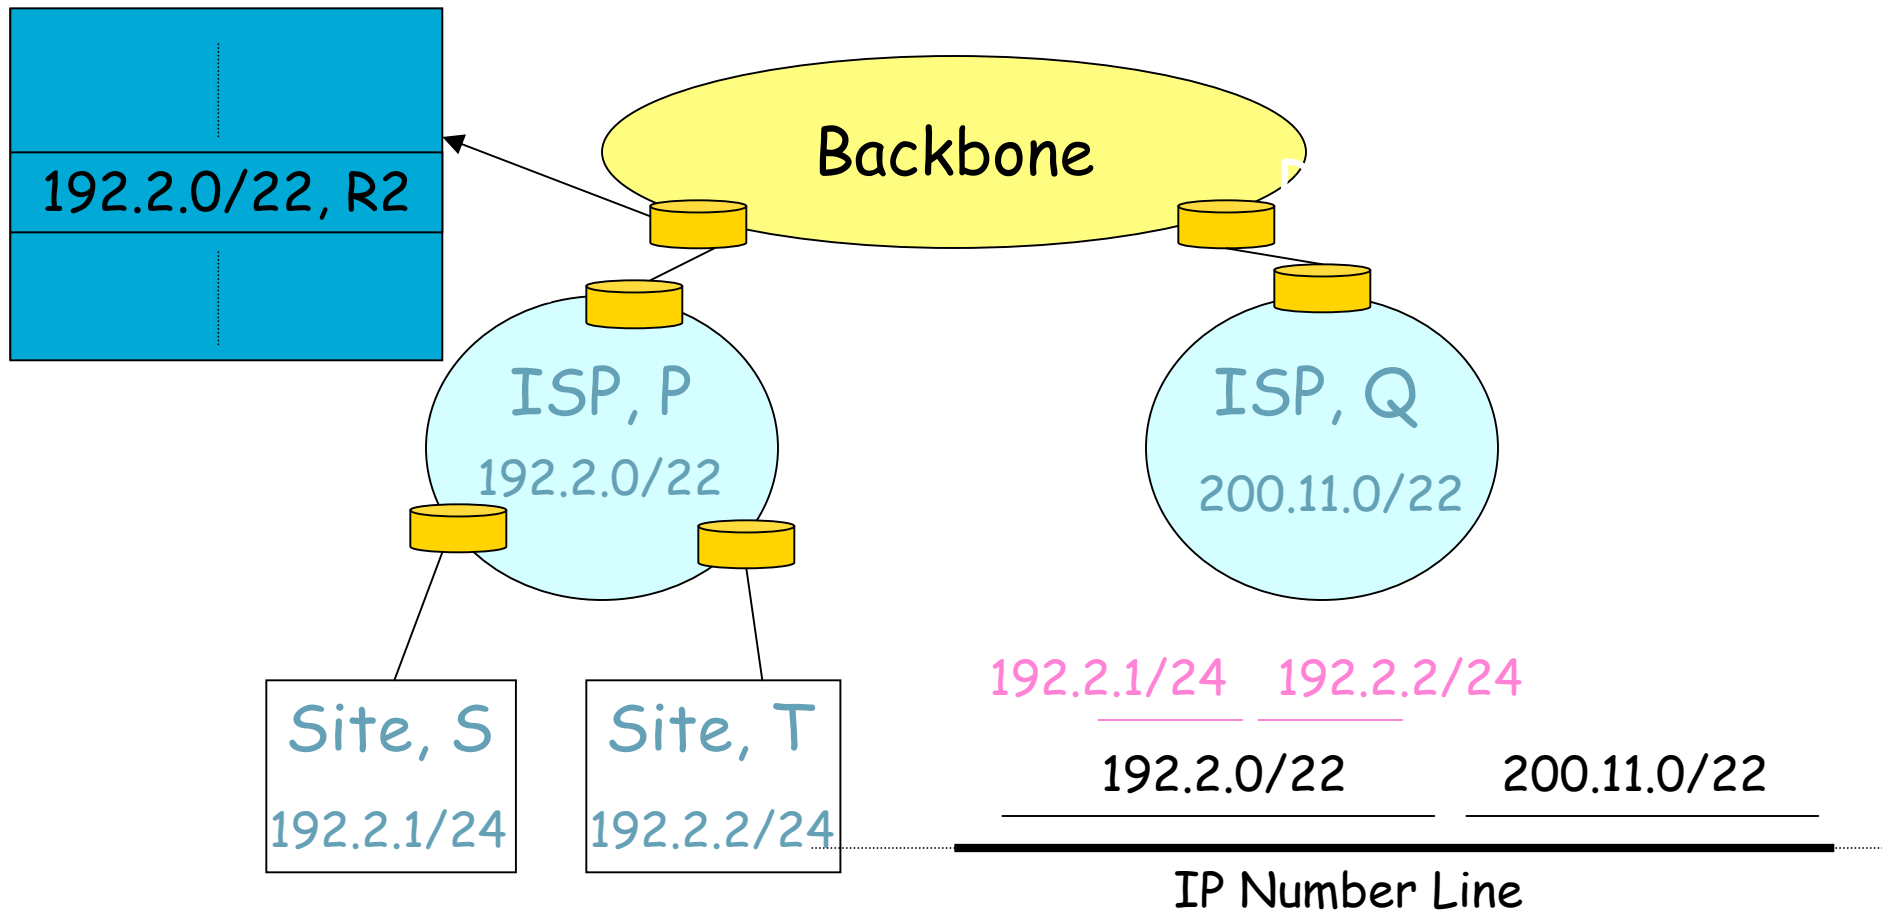 192.2.0/22, R2
Backbone
ISP, P
192.2.0/22
ISP, Q
200.11.0/22
Site, S
192.2.1/24
Site, T
192.2.2/24
192.2.1/24 192.2.2/24
192.2.0/22 200.11.0/22
IP Number Line